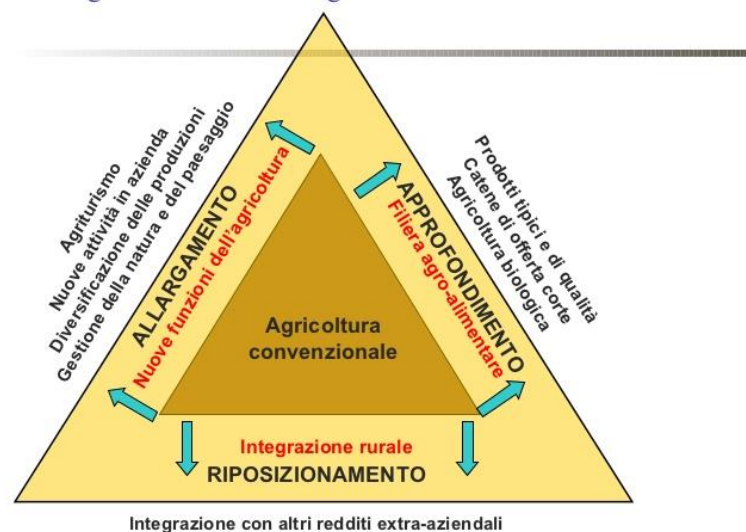 Agriturismo
Nuove attività in azienda
Diversificazione delle produzioni
Gestione della natura e del paesaggio
ALLARGAMENTO
Nuove funzioni dell'agricoltura
Prodotti tipici e di qualità
Catene di offerta corte
Agricoltura biologica
APPROFONDIMENTO
Filiera agro-alimentare
Agricoltura
convenzionale
Integrazione rurale
RIPOSIZIONAMENTO
Integrazione con altri redditi extra-aziendali